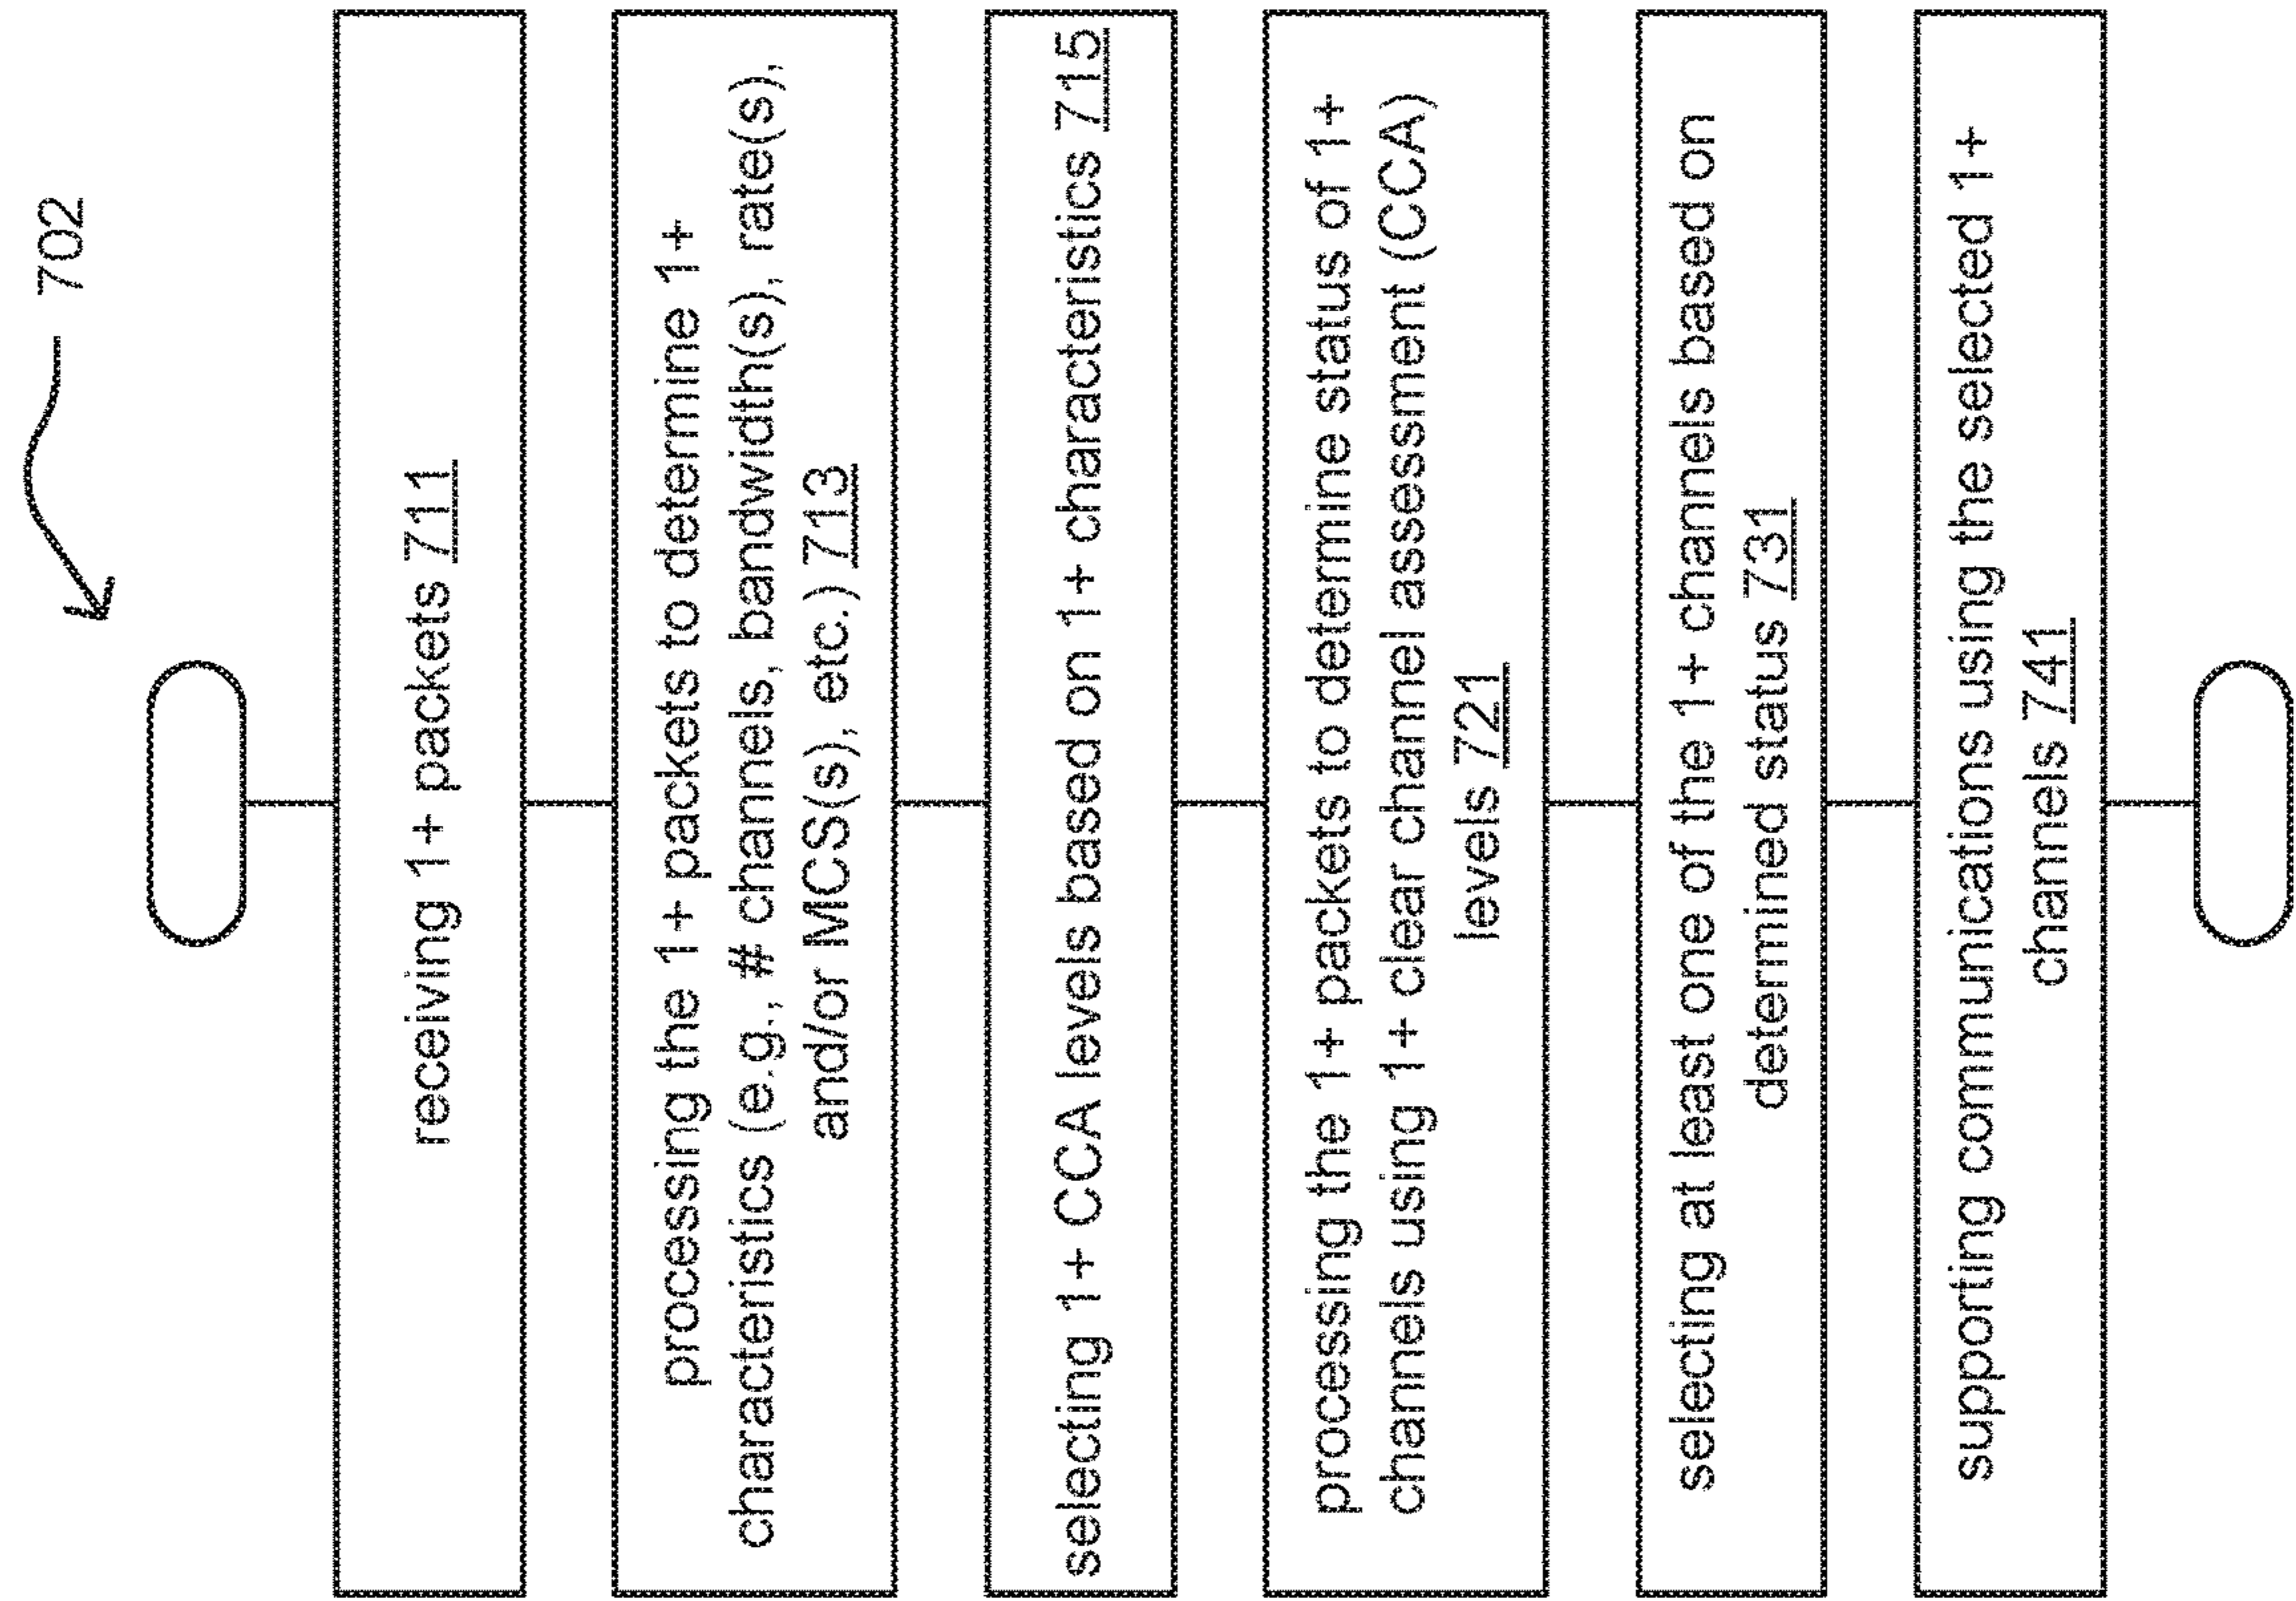 702
receiving 1+ packets 711
processing the 1+ packets to determine 1+
characteristics (e.g., # channels, bandwidth(s), rate(s),
and/or MCS(s), etc.) 713
selecting 1+ CCA levels based on 1+ characteristics 715
processing the 1+ packets to determine status of 1+
channels using 1+ clear channel assessment (CCA)
levels 721
selecting at least one of the 1+ channels based on
determined status 731
supporting communications using the selected 1+
channels 741